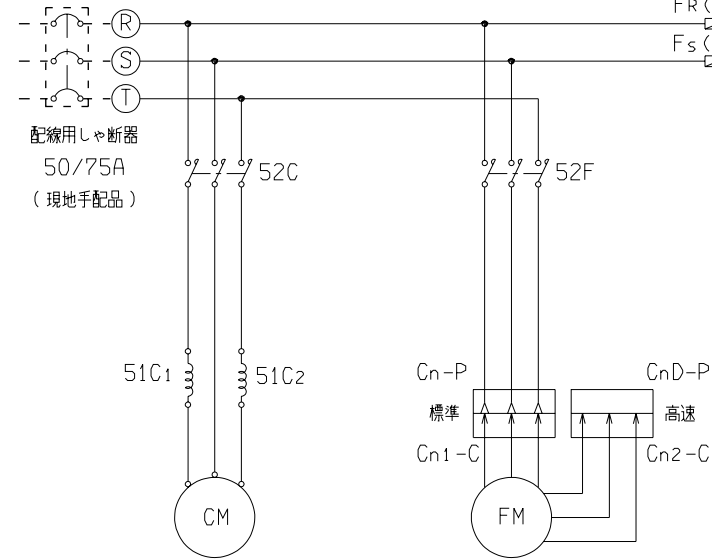 FR(
R
Fs(
S
T
配線用しゃ断器
50/75A
(現地手配品)
52C
52F
51C1
51C2
Cn-P
CnD-P
標準
高速
Cn1-C
Cn2-C
CM
FM